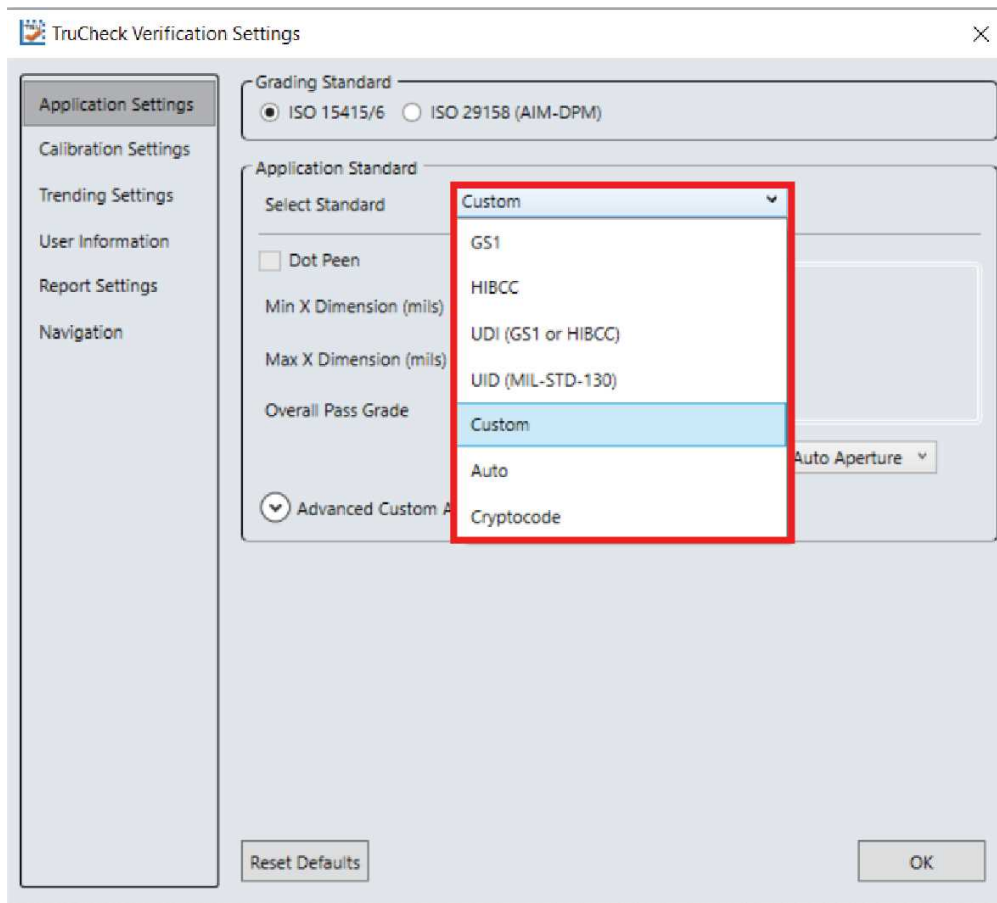 TruCheck Verification Settings
Application Settings
Calibration Settings
Trending Settings
User Information
Report Settings
Navigation
Grading Standard
ISO 15415/6 ISO 29158 (AIM-DPM)
Application Standard
Select Standard Custom
GS1
Dot Peen
HIBCC
Min X Dimension (mils)
UDI (GS1 or HIBCC)
Max X Dimension (mils)
UID (MIL-STD-130)
Overall Pass Grade
Custom
Auto Aperture
Auto
Advanced Custom A
Cryptocode
Reset Defaults OK